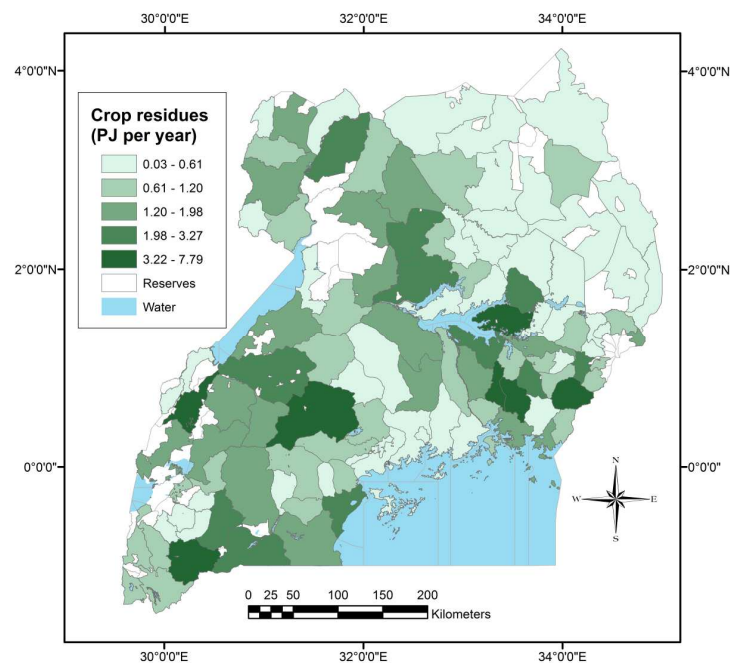 30°0'0"E 32°0'0"E 34°0'0"E
4°0'0"N 4°0'0"N
Crop residues
(PJ per year)
0.03 - 0.61
0.61 - 1.20
1.20 - 1.98
1.98 - 3.27
3.22 - 7.79
Reserves
Water
2°0'0"N 2°0'0"N
0°0'0" 0°0'0"
N
W E
S
0 25 50 100 150 200
Kilometers
30°0'0"E 32°0'0"E 34°0'0"E